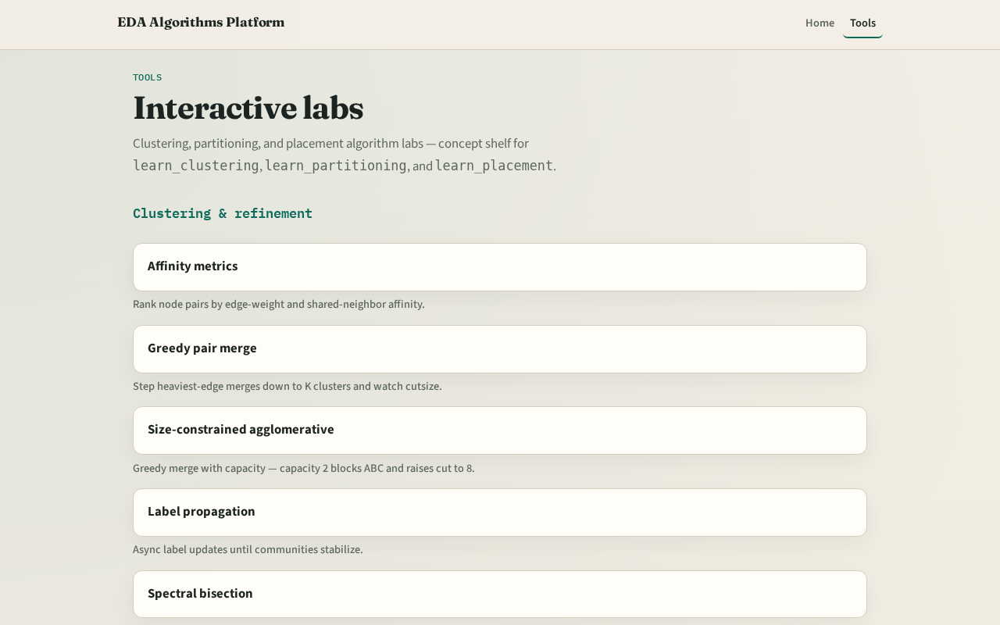 EDA Algorithms Platform
Home
Tools
TOOLS
Interactive labs
Clustering, partitioning, and placement algorithm labs — concept shelf for
learn_clustering, learn_partitioning, and learn_placement.
Clustering & refinement
Affinity metrics
Rank node pairs by edge-weight and shared-neighbor affinity.
Greedy pair merge
Step heaviest-edge merges down to K clusters and watch cutsize.
Size-constrained agglomerative
Greedy merge with capacity — capacity 2 blocks ABC and raises cut to 8.
Label propagation
Async label updates until communities stabilize.
Spectral bisection